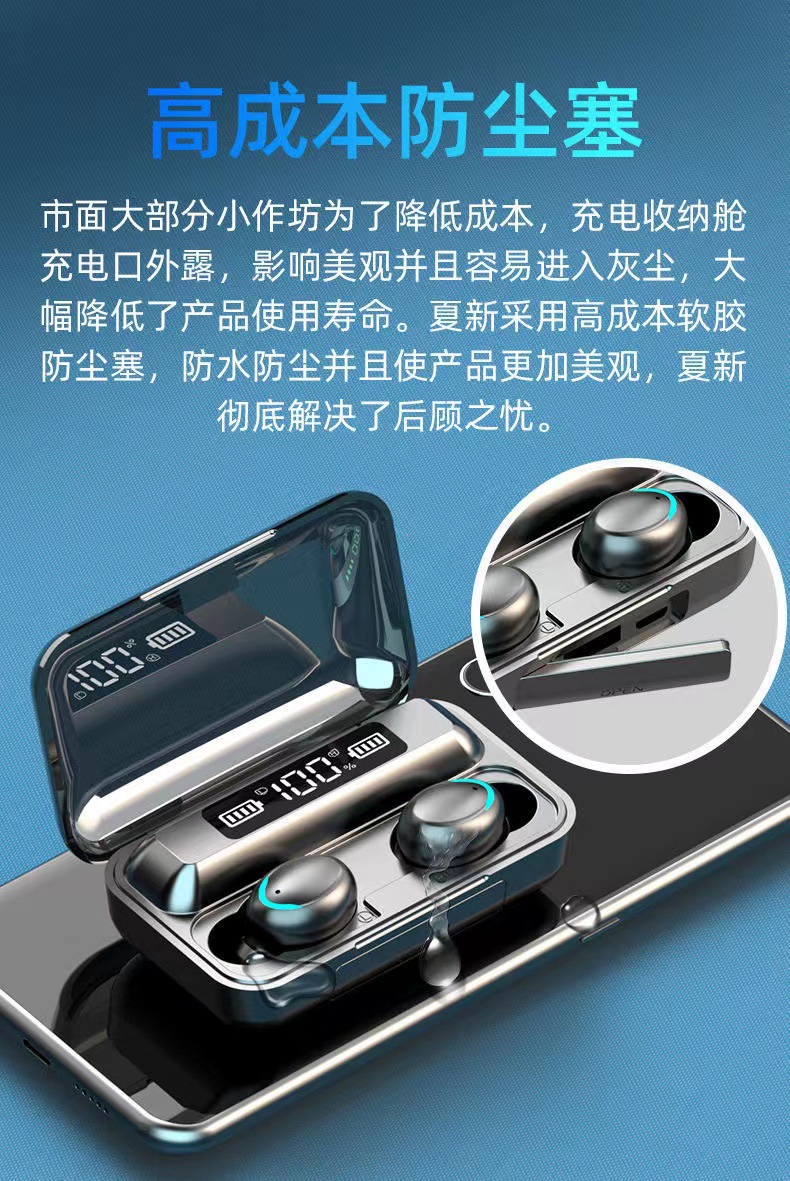 高成本防尘塞
市面大部分小作坊为了降低成本，充电收纳舱
充电口外露，影响美观并且容易进入灰尘，大
幅降低了产品使用寿命。夏新采用高成本软胶
防尘塞，防水防尘并且使产品更加美观，夏新
彻底解决了后顾之忧。
OPEN
100%
100%
L